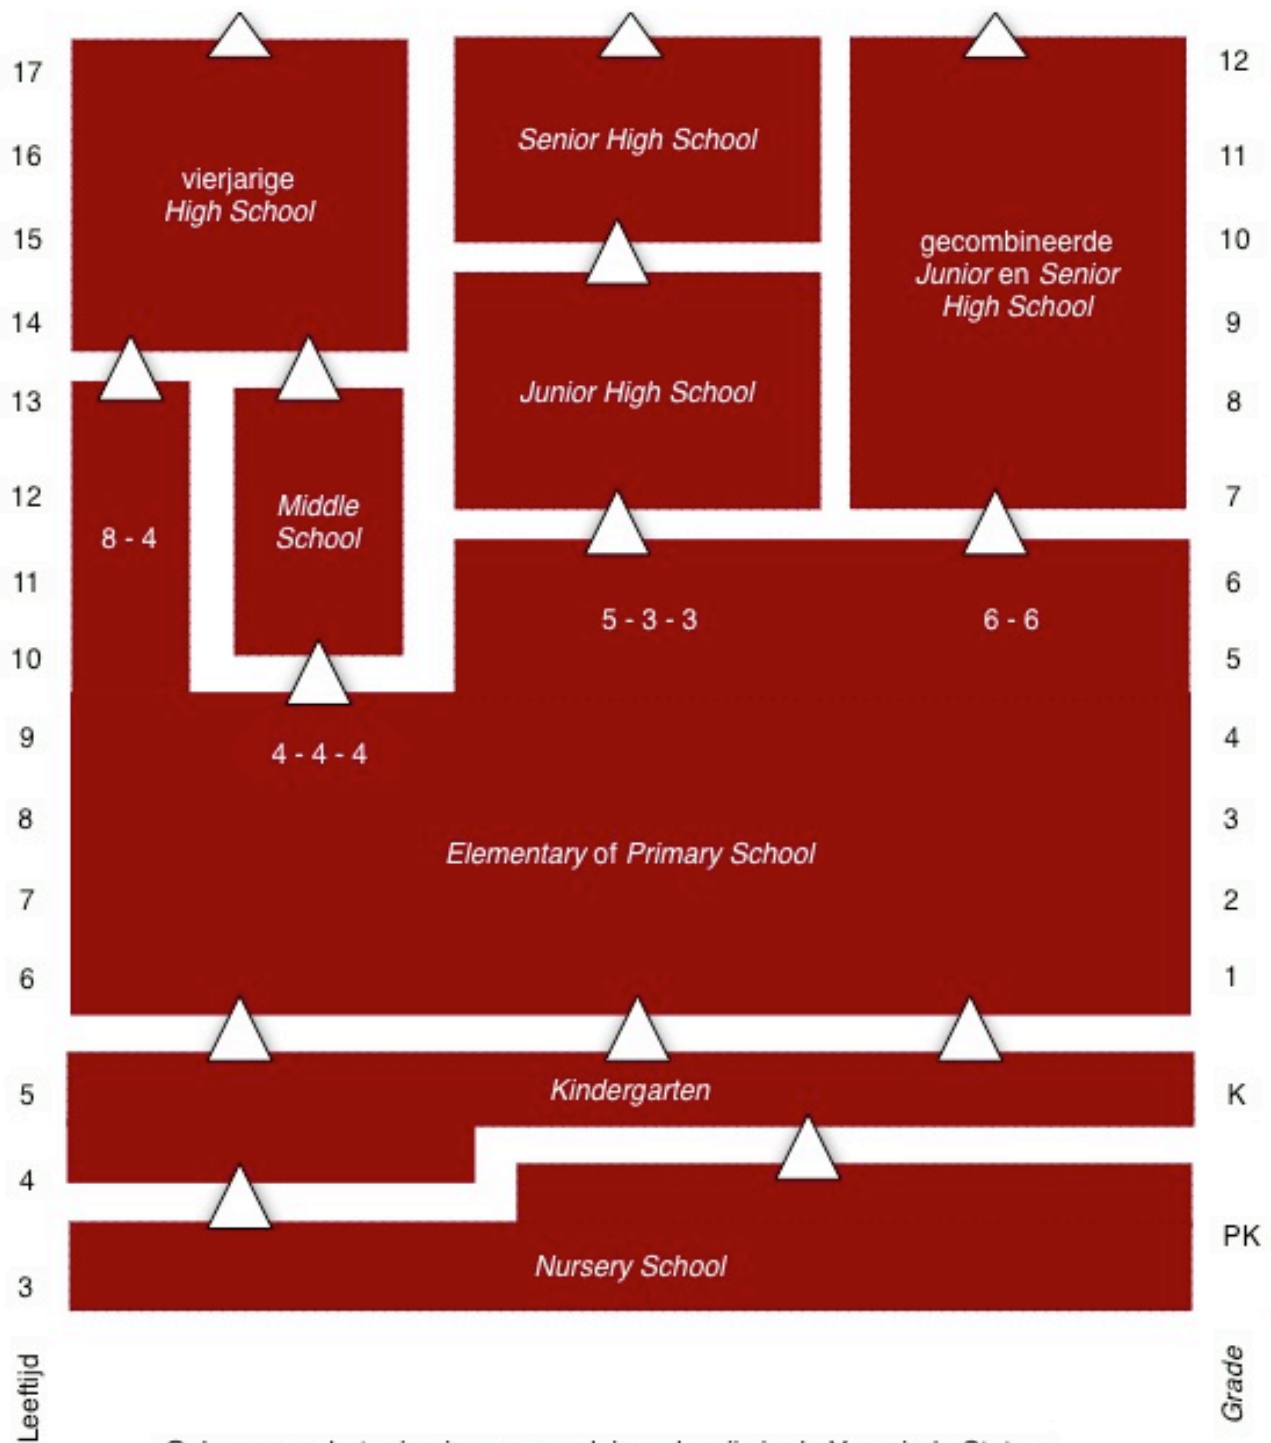 17
12
Senior High School
16
11
vierjarige
High School
15
10
gecombineerde
Junior en Senior
High School
14
9
Junior High School
13
8
12
7
Middle
School
8 - 4
11
6
5 - 3 - 3
6 - 6
10
5
9
4
4 - 4 - 4
8
3
Elementary of Primary School
7
2
6
1
5
Kindergarten
K
4
PK
Nursery School
3
Leeftijd
Grade